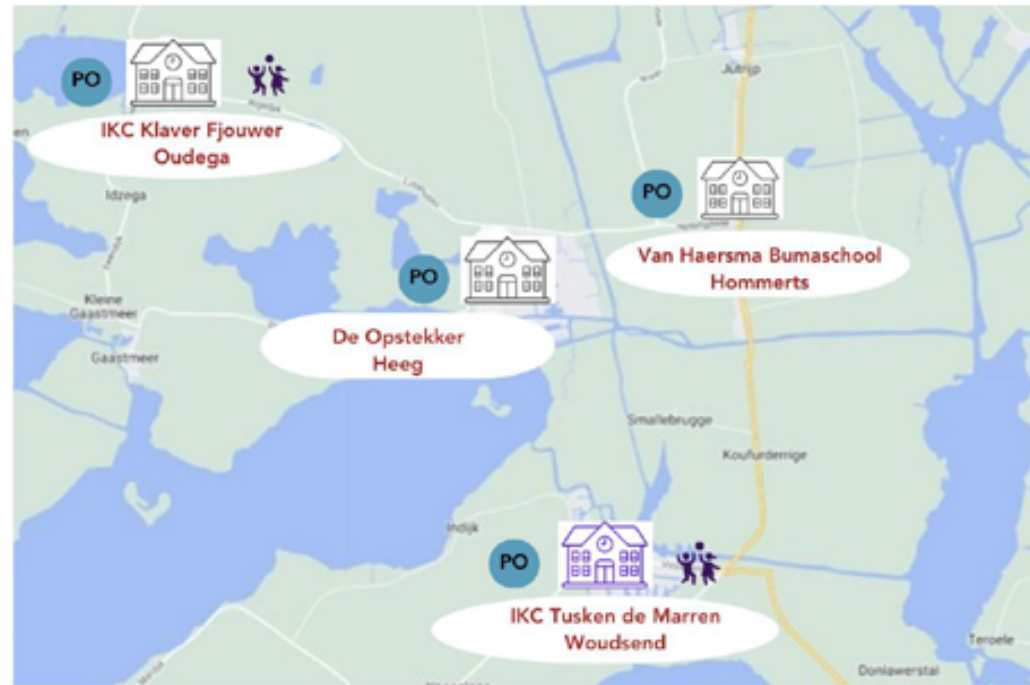 Jutrijp
PO
IKC Klaver Fjouwer
Oudega
Idzega
PO
Van Haersma Bumaschool
Hommerts
PO
Kleine
Gaastmeer
Gaastmeer
De Opstekker
Heeg
Smallebrugge
Koufurderrige
Indijk
PO
IKC Tusken de Marren
Woudsend
Teroele
Doniawerstal